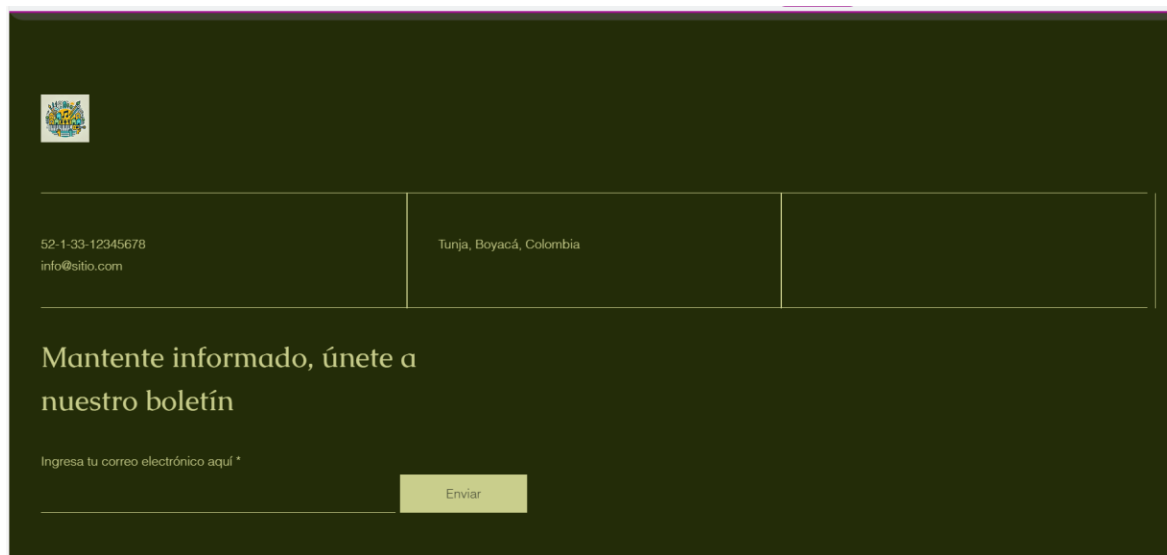 52-1-33-12345678
info@sitio.com
Tunja, Boyacá, Colombia
Mantente informado, únete a
nuestro boletín
Ingresa tu correo electrónico aquí *
Enviar